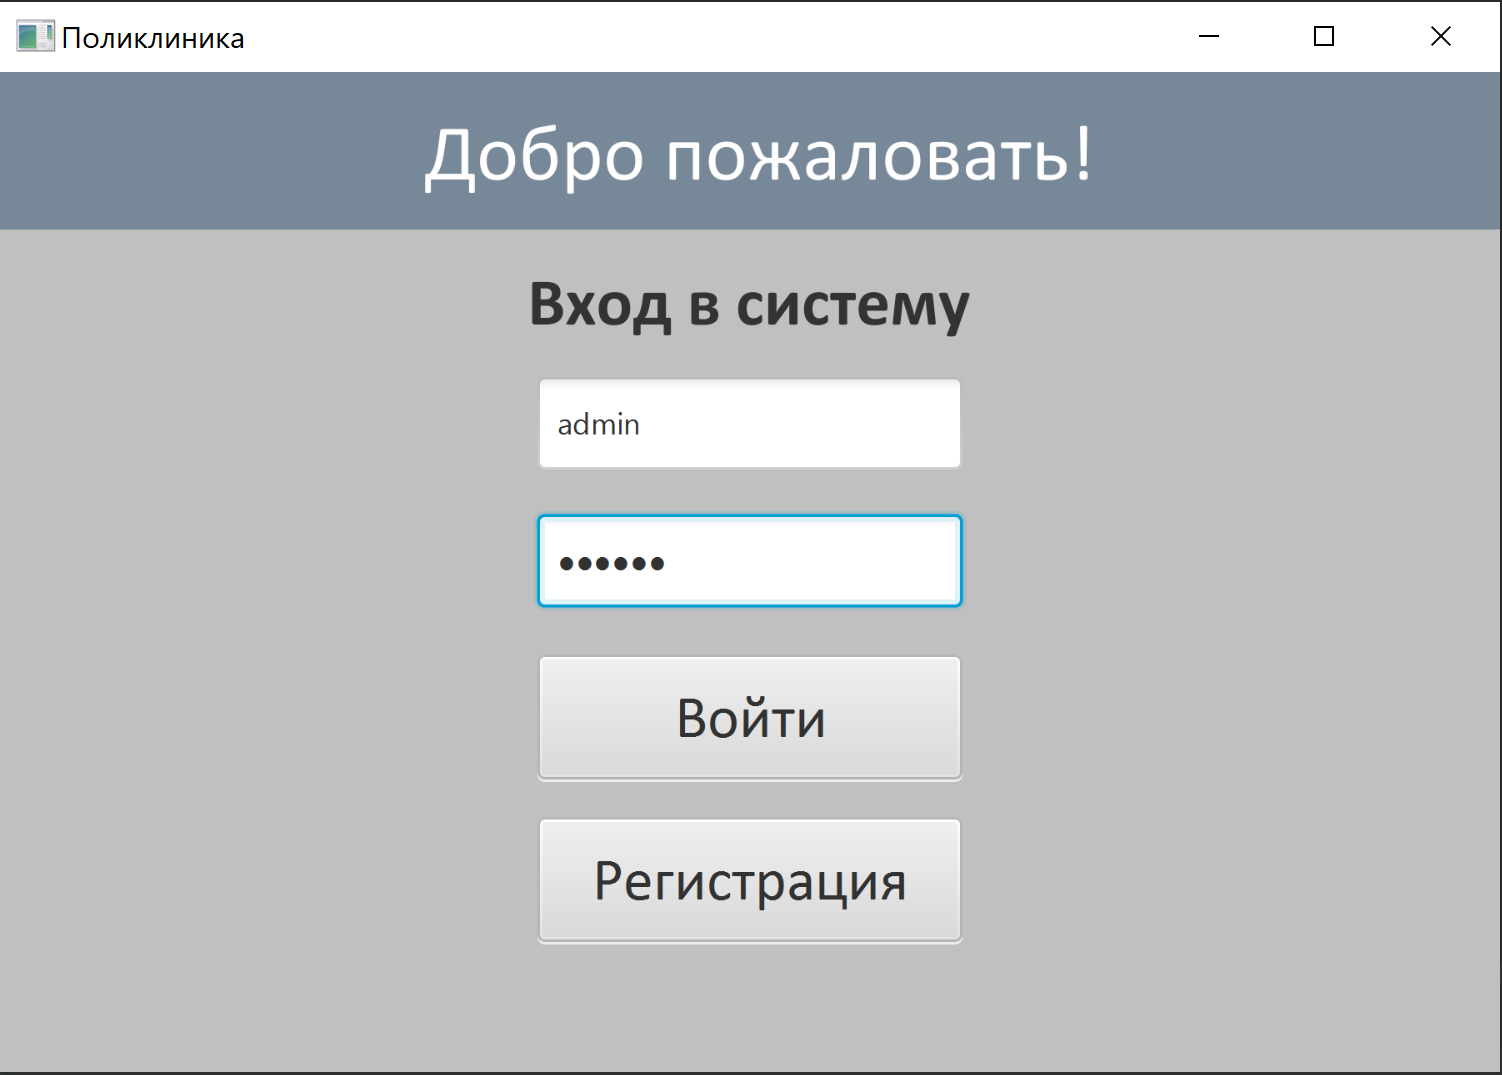 Поликлиника
Добро пожаловать!
Вход в систему
admin
••••••
Войти
Регистрация